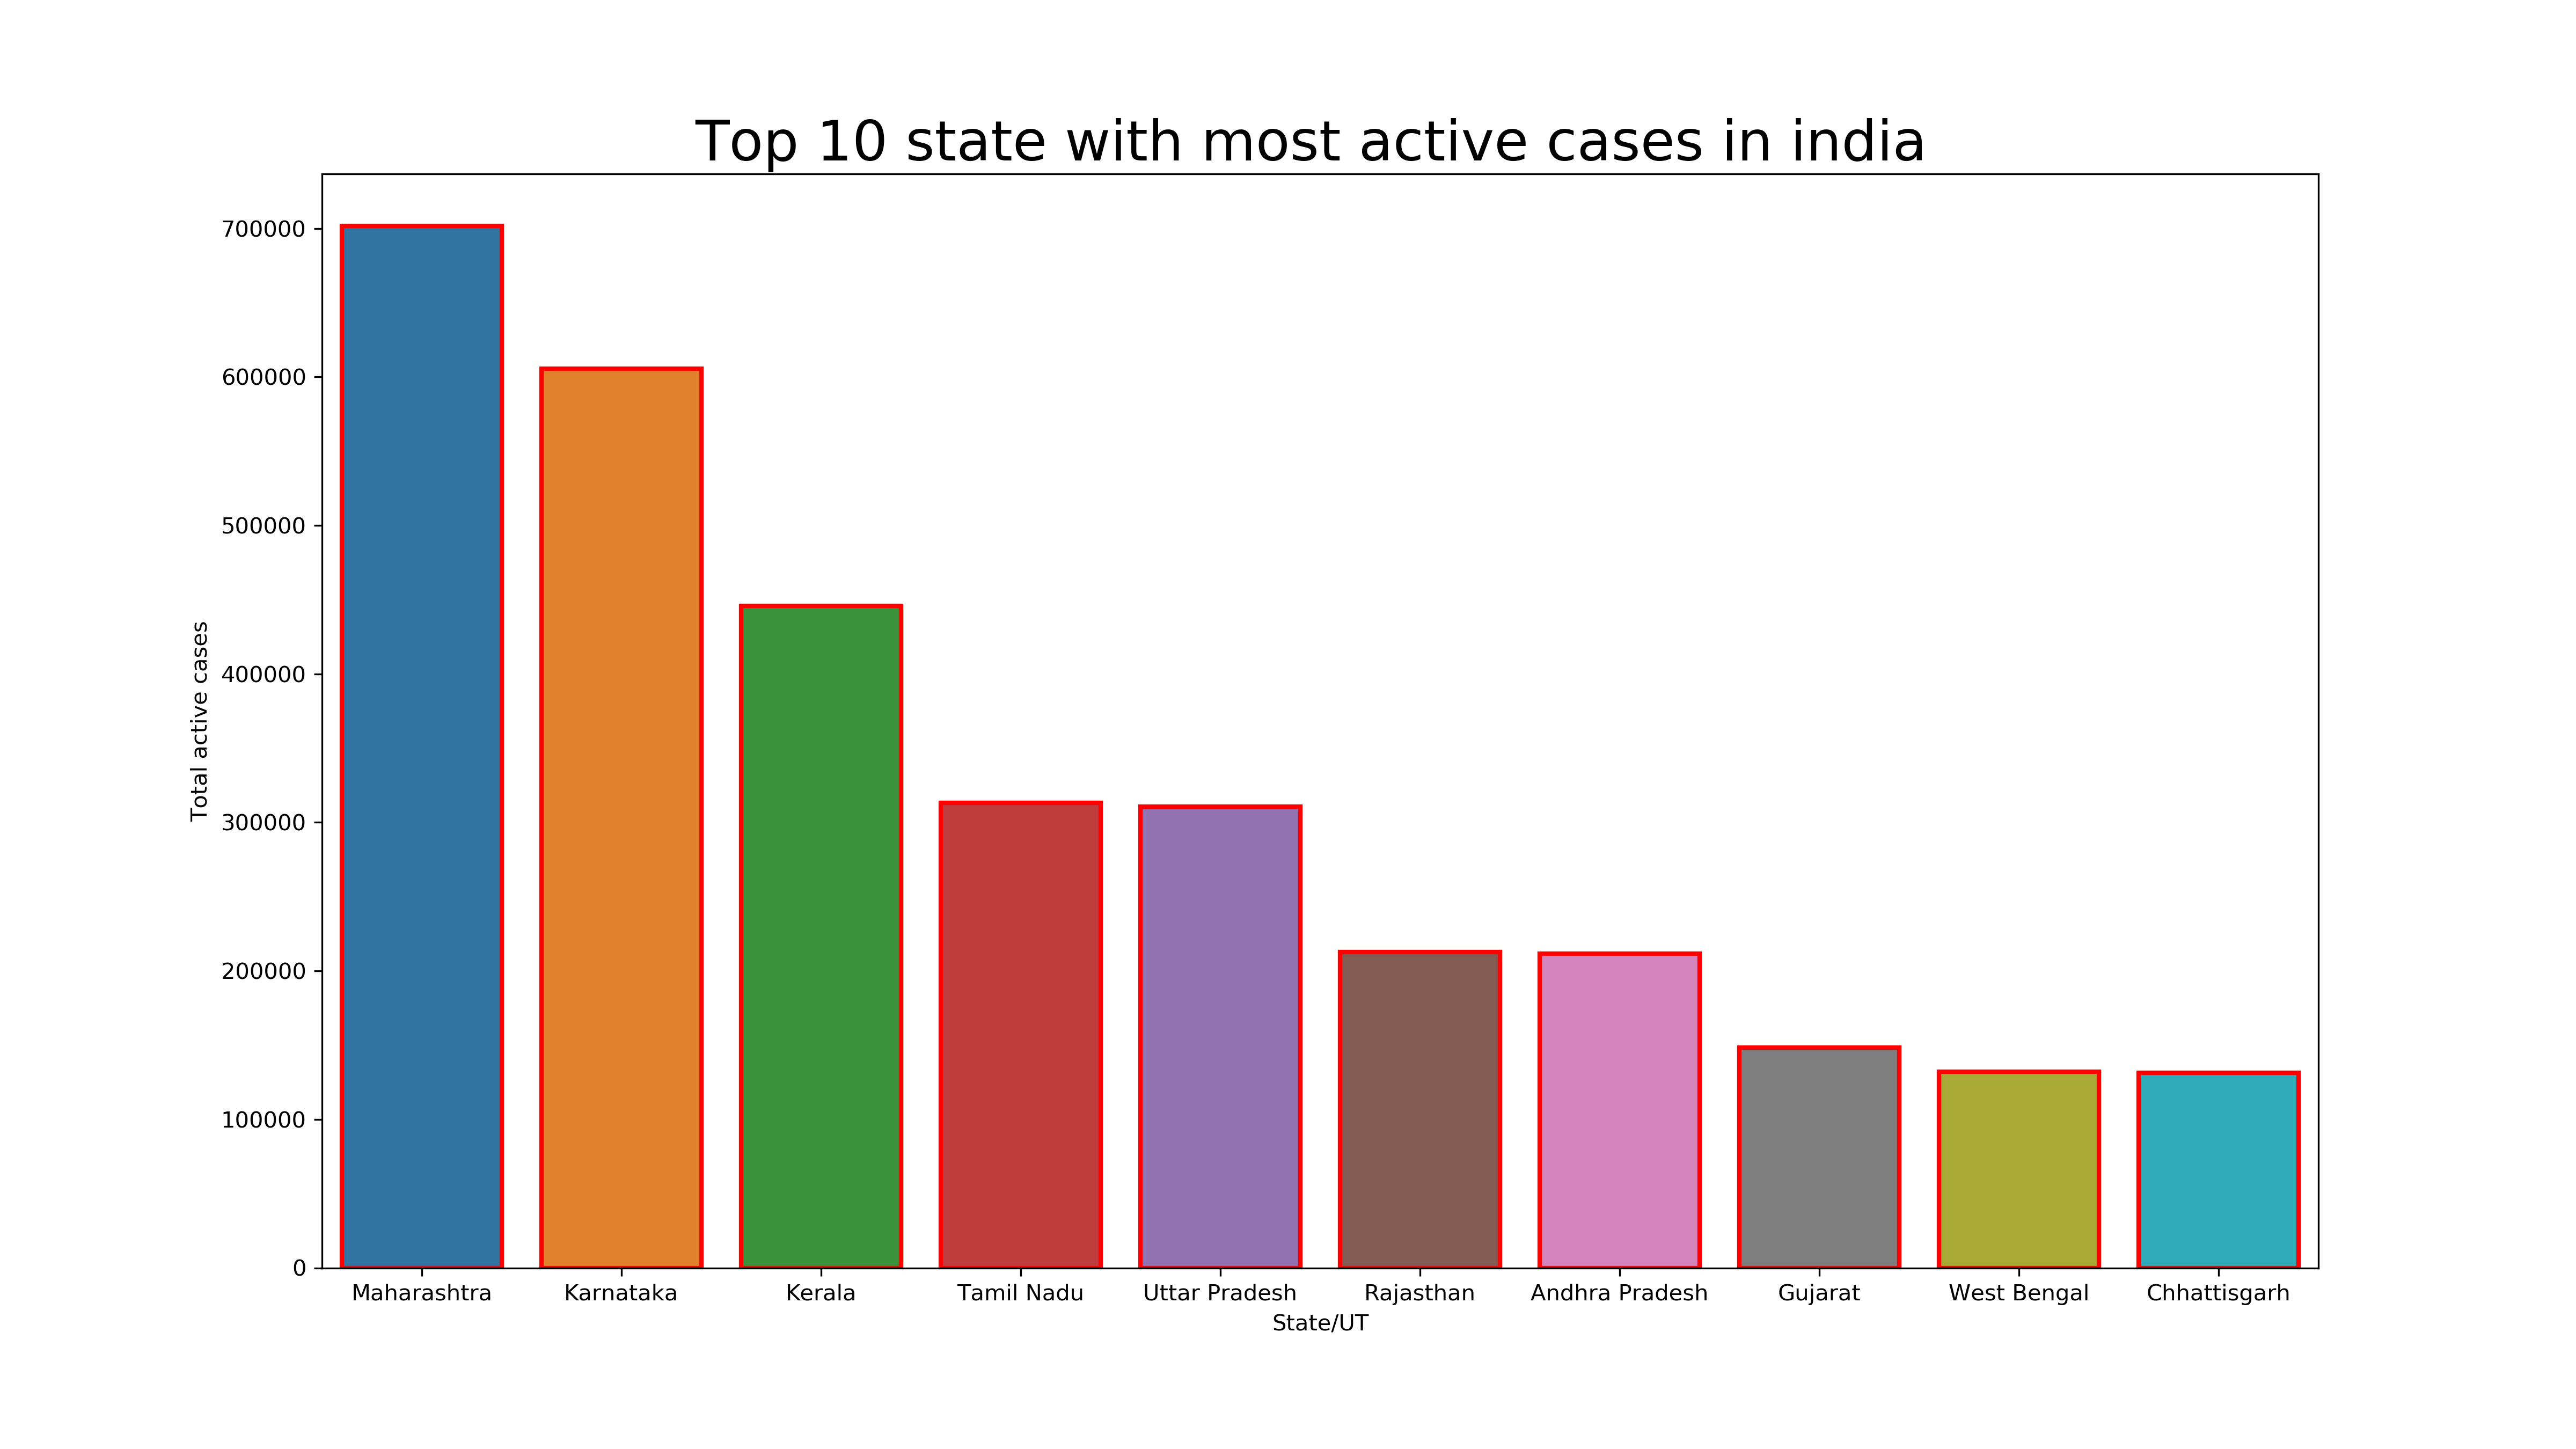 Top 10 state with most active cases in india
Total active cases
700000
600000
500000
400000
300000
200000
100000
0
Maharashtra Karnataka Kerala Tamil Nadu Uttar Pradesh Rajasthan Andhra Pradesh Gujarat West Bengal Chhattisgarh
State/UT